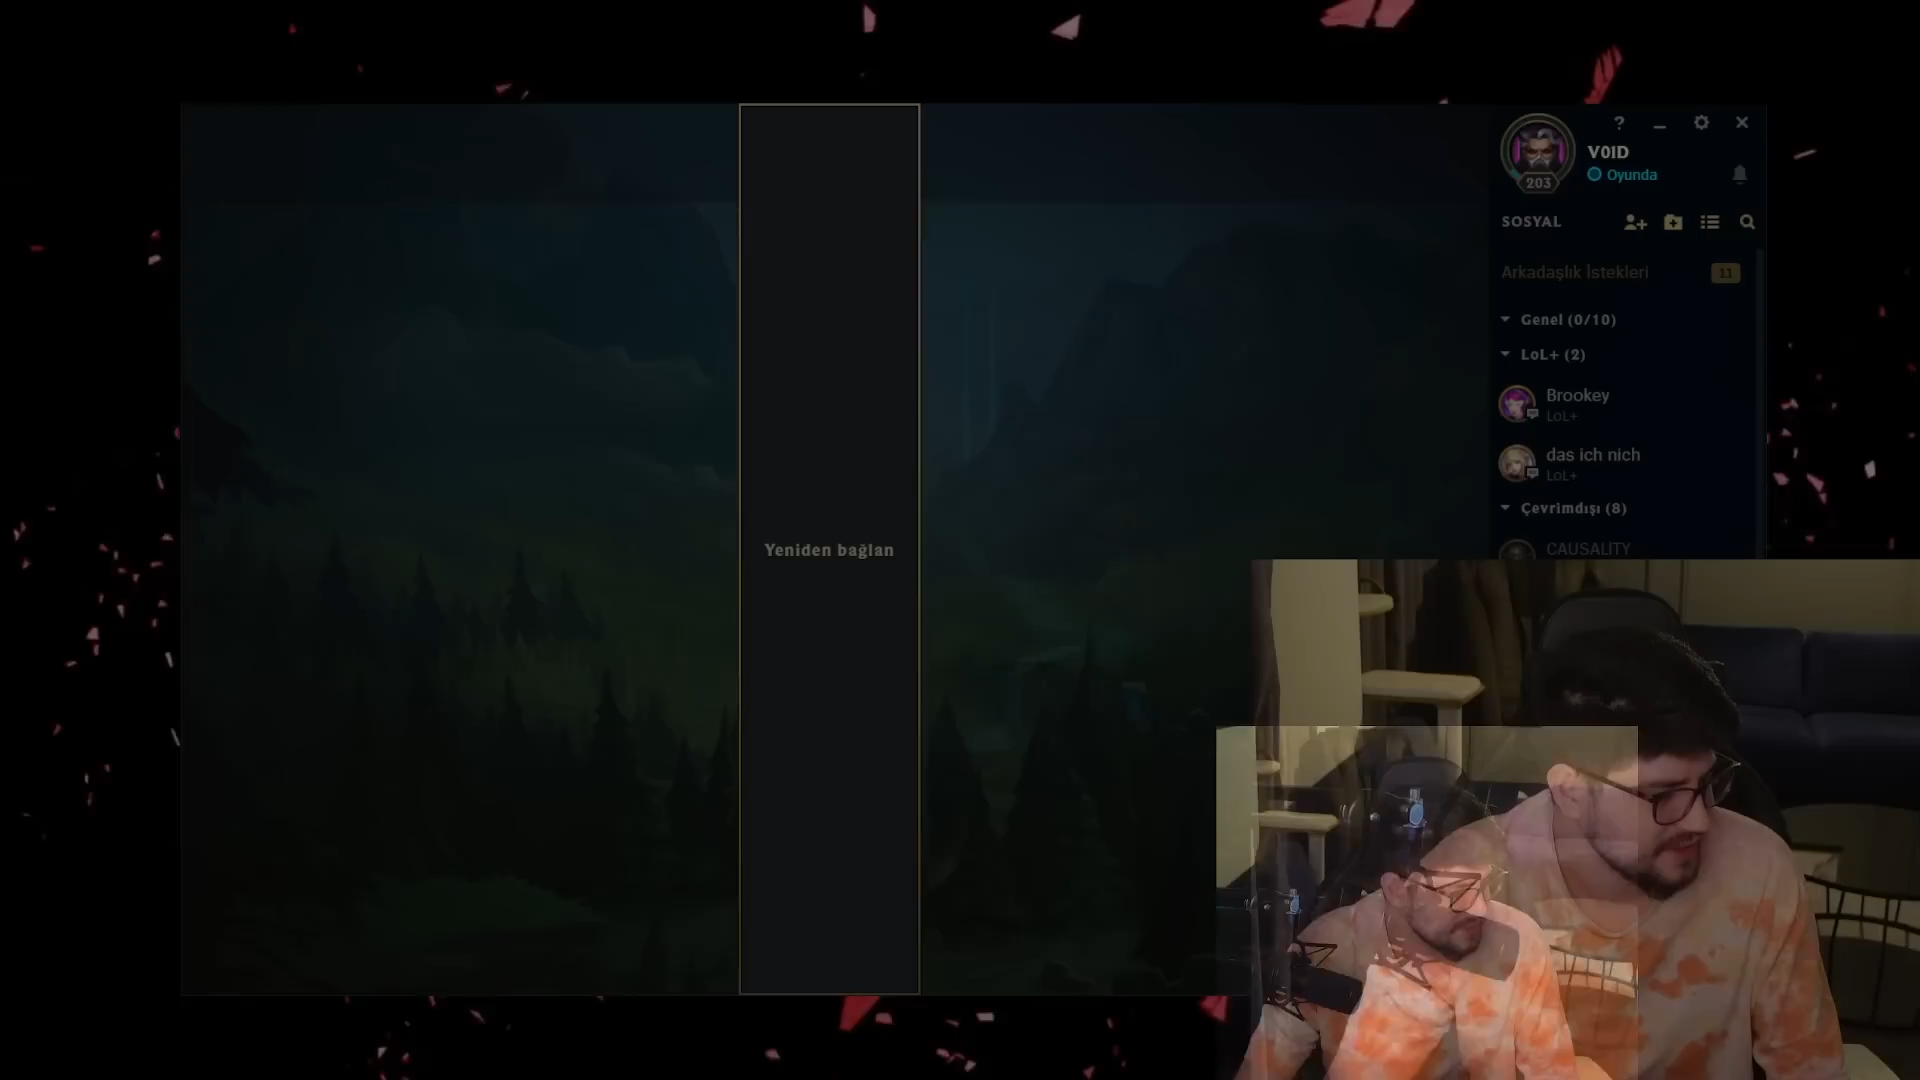 V0ID
Oyunda
203
SOSYAL
Arkadaşlık İstekleri
11
Genel (0/10)
LoL+ (2)
Brookey
LoL+
das ich nich
LoL+
Çevrimdışı (8)
CAUSALITY
Yeniden bağlan